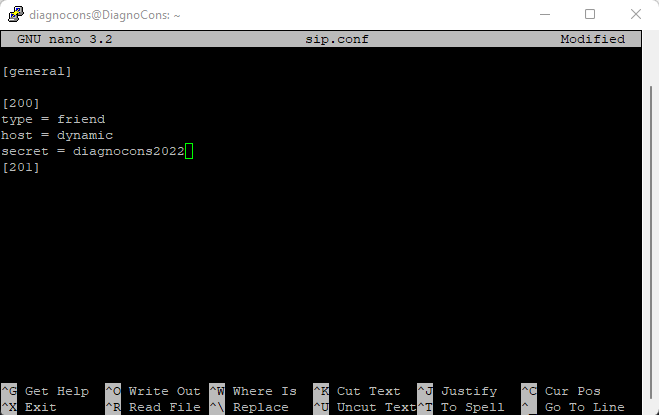 diagnocons@DiagnoCons: ~
GNU nano 3.2 sip.conf Modified
[general]
[200]
type = friend
host = dynamic
secret = diagnocons2022
[201]
^G Get Help ^O Write Out ^W Where Is ^K Cut Text ^J Justify ^C Cur Pos
^X Exit ^R Read File ^\ Replace ^U Uncut Text^T To Spell ^_ Go To Line